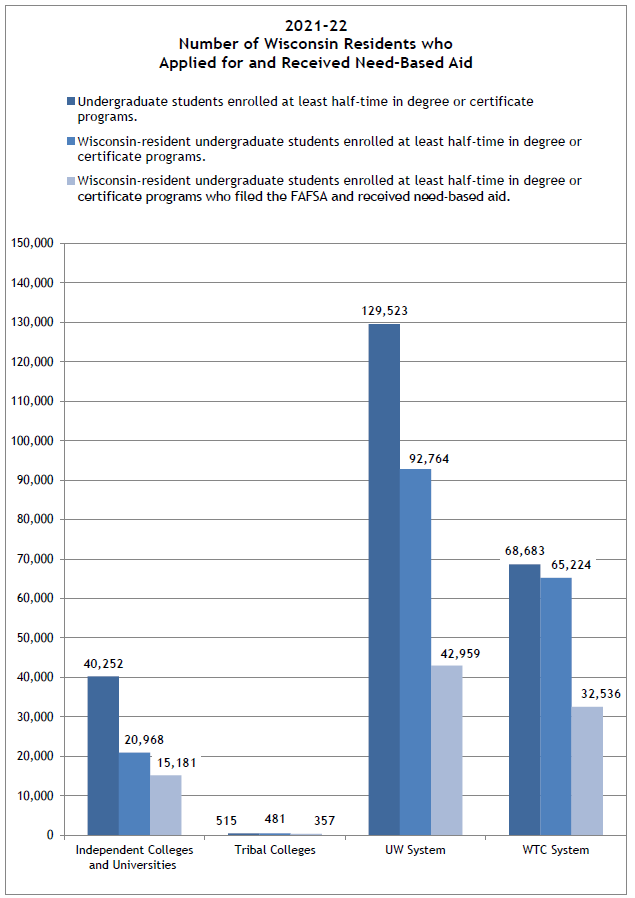 2021-22
Number of Wisconsin Residents who
Applied for and Received Need-Based Aid
Undergraduate students enrolled at least half-time in degree or certificate
programs.
Wisconsin-resident undergraduate students enrolled at least half-time in degree or
certificate programs.
Wisconsin-resident undergraduate students enrolled at least half-time in degree or
certificate programs who filed the FAFSA and received need-based aid.
150,000
140,000
130,000
120,000
110,000
100,000
90,000
80,000
70,000
60,000
50,000
40,000
30,000
20,000
10,000
0
40,252
20,968
15,181
515
481
357
129,523
92,764
42,959
68,683
65,224
32,536
Independent Colleges
and Universities
Tribal Colleges
UW System
WTC System